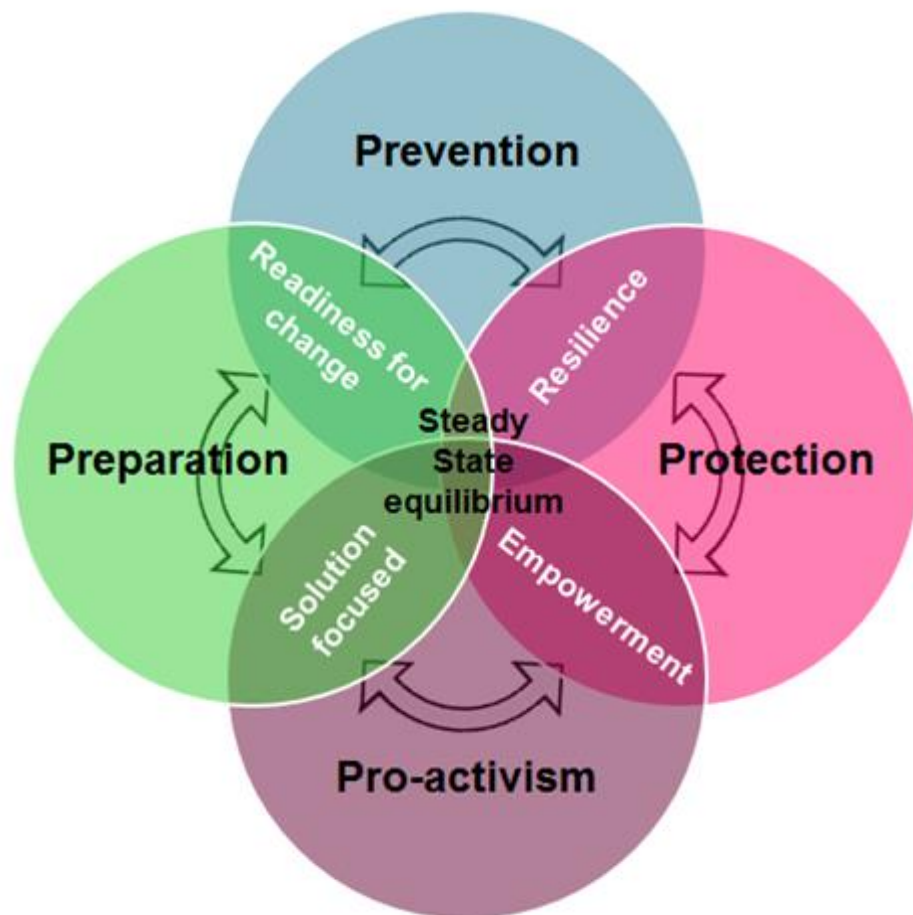 Prevention
Readiness for
change
Resilience
Steady
State
equilibrium
Preparation
Protection
Solution
focused
Empowerment
Pro-activism